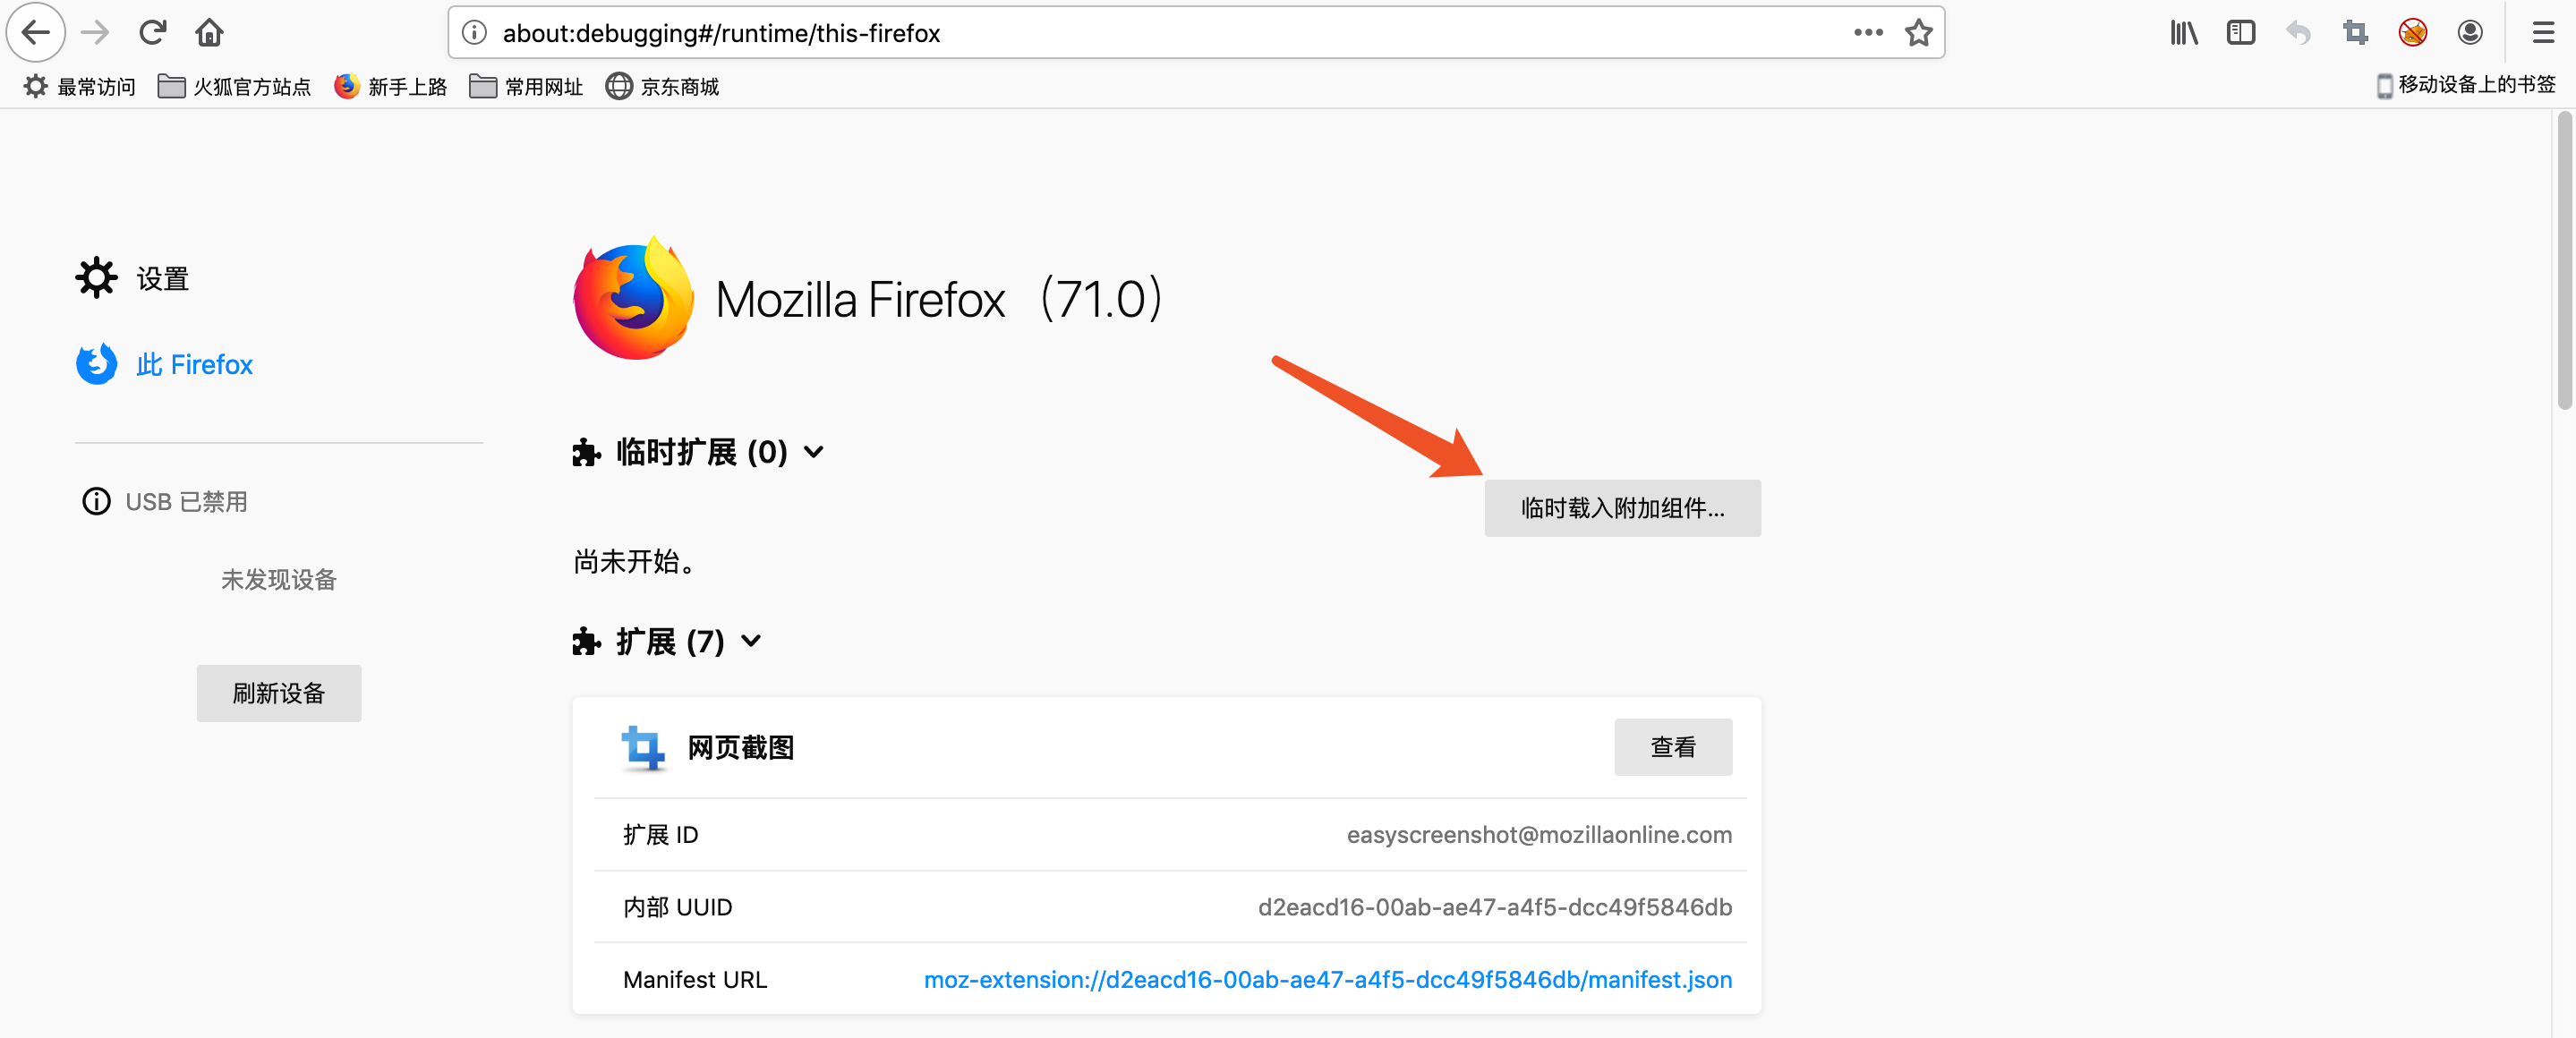 about:debugging#/runtime/this-firefox
最常访问 火狐官方站点 新手上路 常用网址 京东商城 移动设备上的书签
设置
此 Firefox
USB 已禁用
未发现设备
刷新设备
Mozilla Firefox（71.0）
临时扩展 (0)
临时载入附加组件...
尚未开始。
扩展 (7)
网页截图
查看
扩展 ID easyscreenshot@mozillaonline.com
内部 UUID d2eacd16-00ab-ae47-a4f5-dcc49f5846db
Manifest URL moz-extension://d2eacd16-00ab-ae47-a4f5-dcc49f5846db/manifest.json